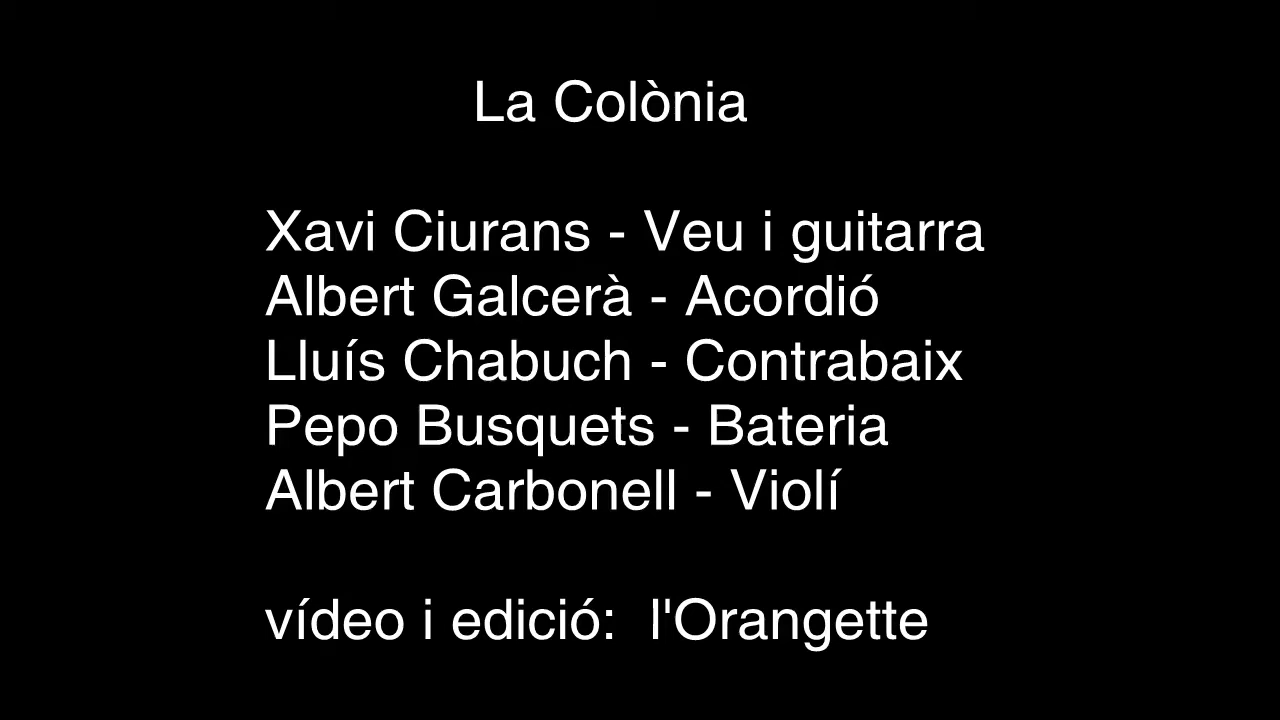 La Colònia
Xavi Ciurans - Veu i guitarra
Albert Galcerà - Acordió
Lluís Chabuch - Contrabaix
Pepo Busquets - Bateria
Albert Carbonell - Violí
vídeo i edició:  l'Orangette